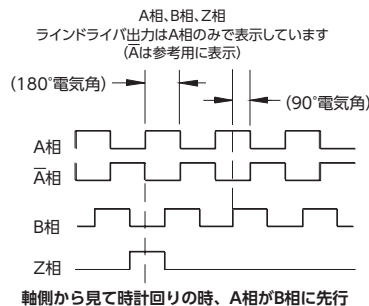 A相、B相、Z相
ラインドライバ出力はA相のみで表示しています
(A̅は参考用に表示)
(180°電気角)
(90°電気角)
A相
A̅相
B相
Z相
軸側から見て時計回りの時、A相がB相に先行